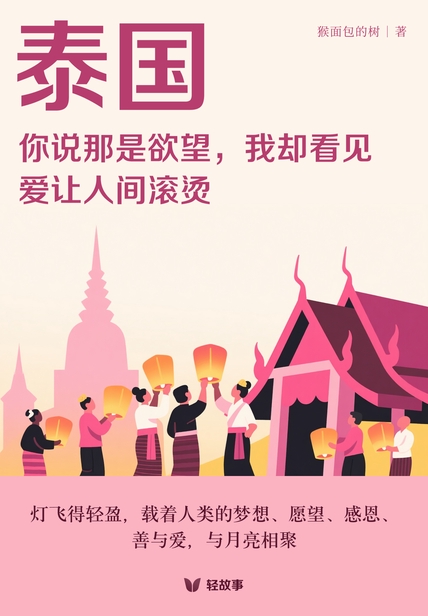 泰国
猴面包的树｜著
你说那是欲望，我却看见
爱让人间滚烫
灯飞得轻盈，载着人类的梦想、愿望、感恩、
善与爱，与月亮相聚
轻故事